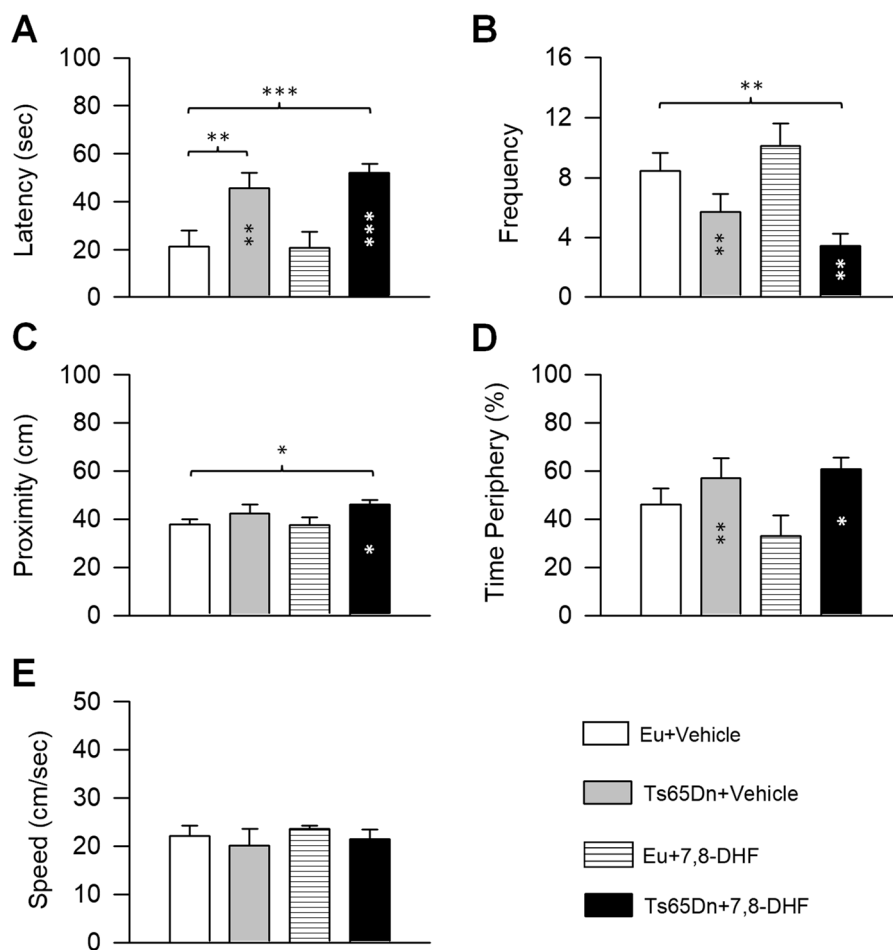 A
Latency (sec)
100
80
60
40
20
0
***
**
**
***
B
Frequency
16
12
8
4
0
**
**
**
C
Proximity (cm)
100
80
60
40
20
0
*
*
D
Time Periphery (%)
100
80
60
40
20
0
**
*
E
Speed (cm/sec)
50
40
30
20
10
0
Eu+Vehicle
Ts65Dn+Vehicle
Eu+7,8-DHF
Ts65Dn+7,8-DHF